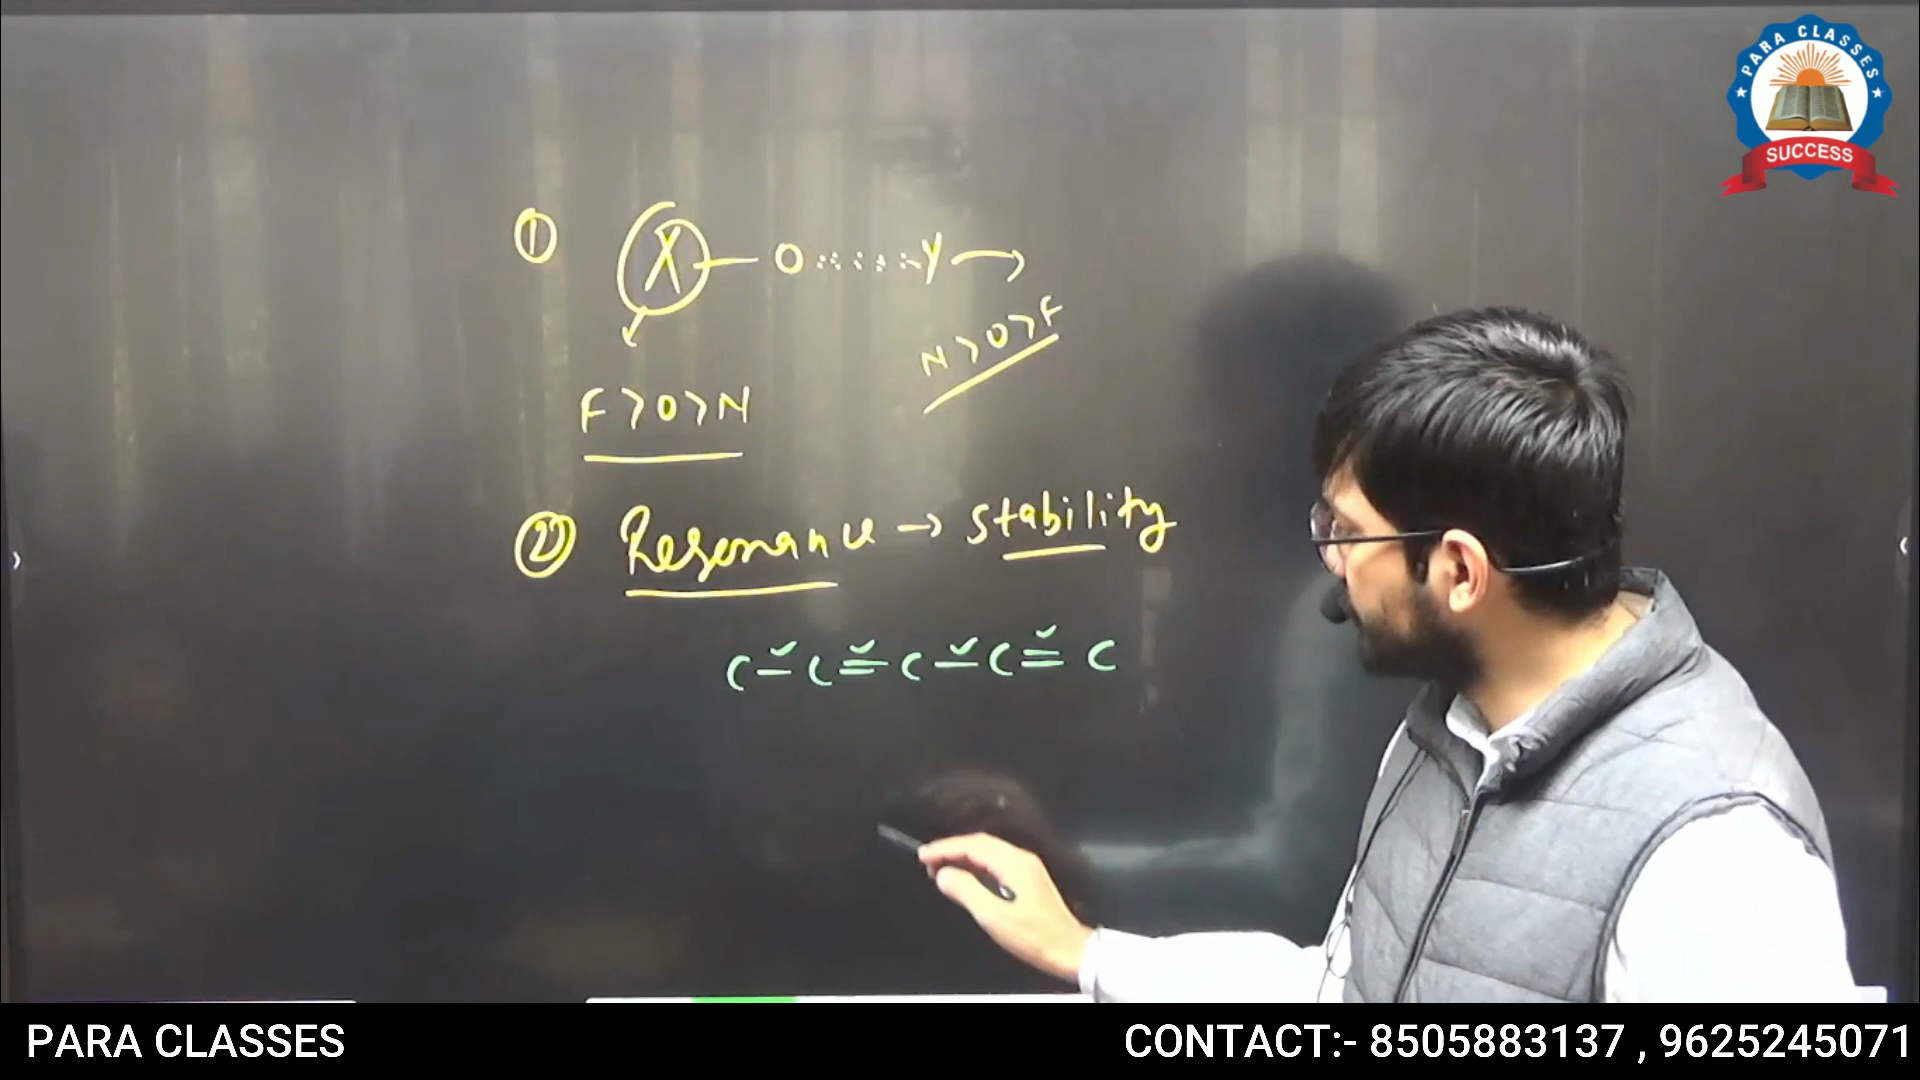 PARA CLASSES
SUCCESS
① X — O ...... Y →
N > O > F
F > O > N
② Resonance → stability
C - C = C - C = C
PARA CLASSES
CONTACT:- 8505883137 , 9625245071